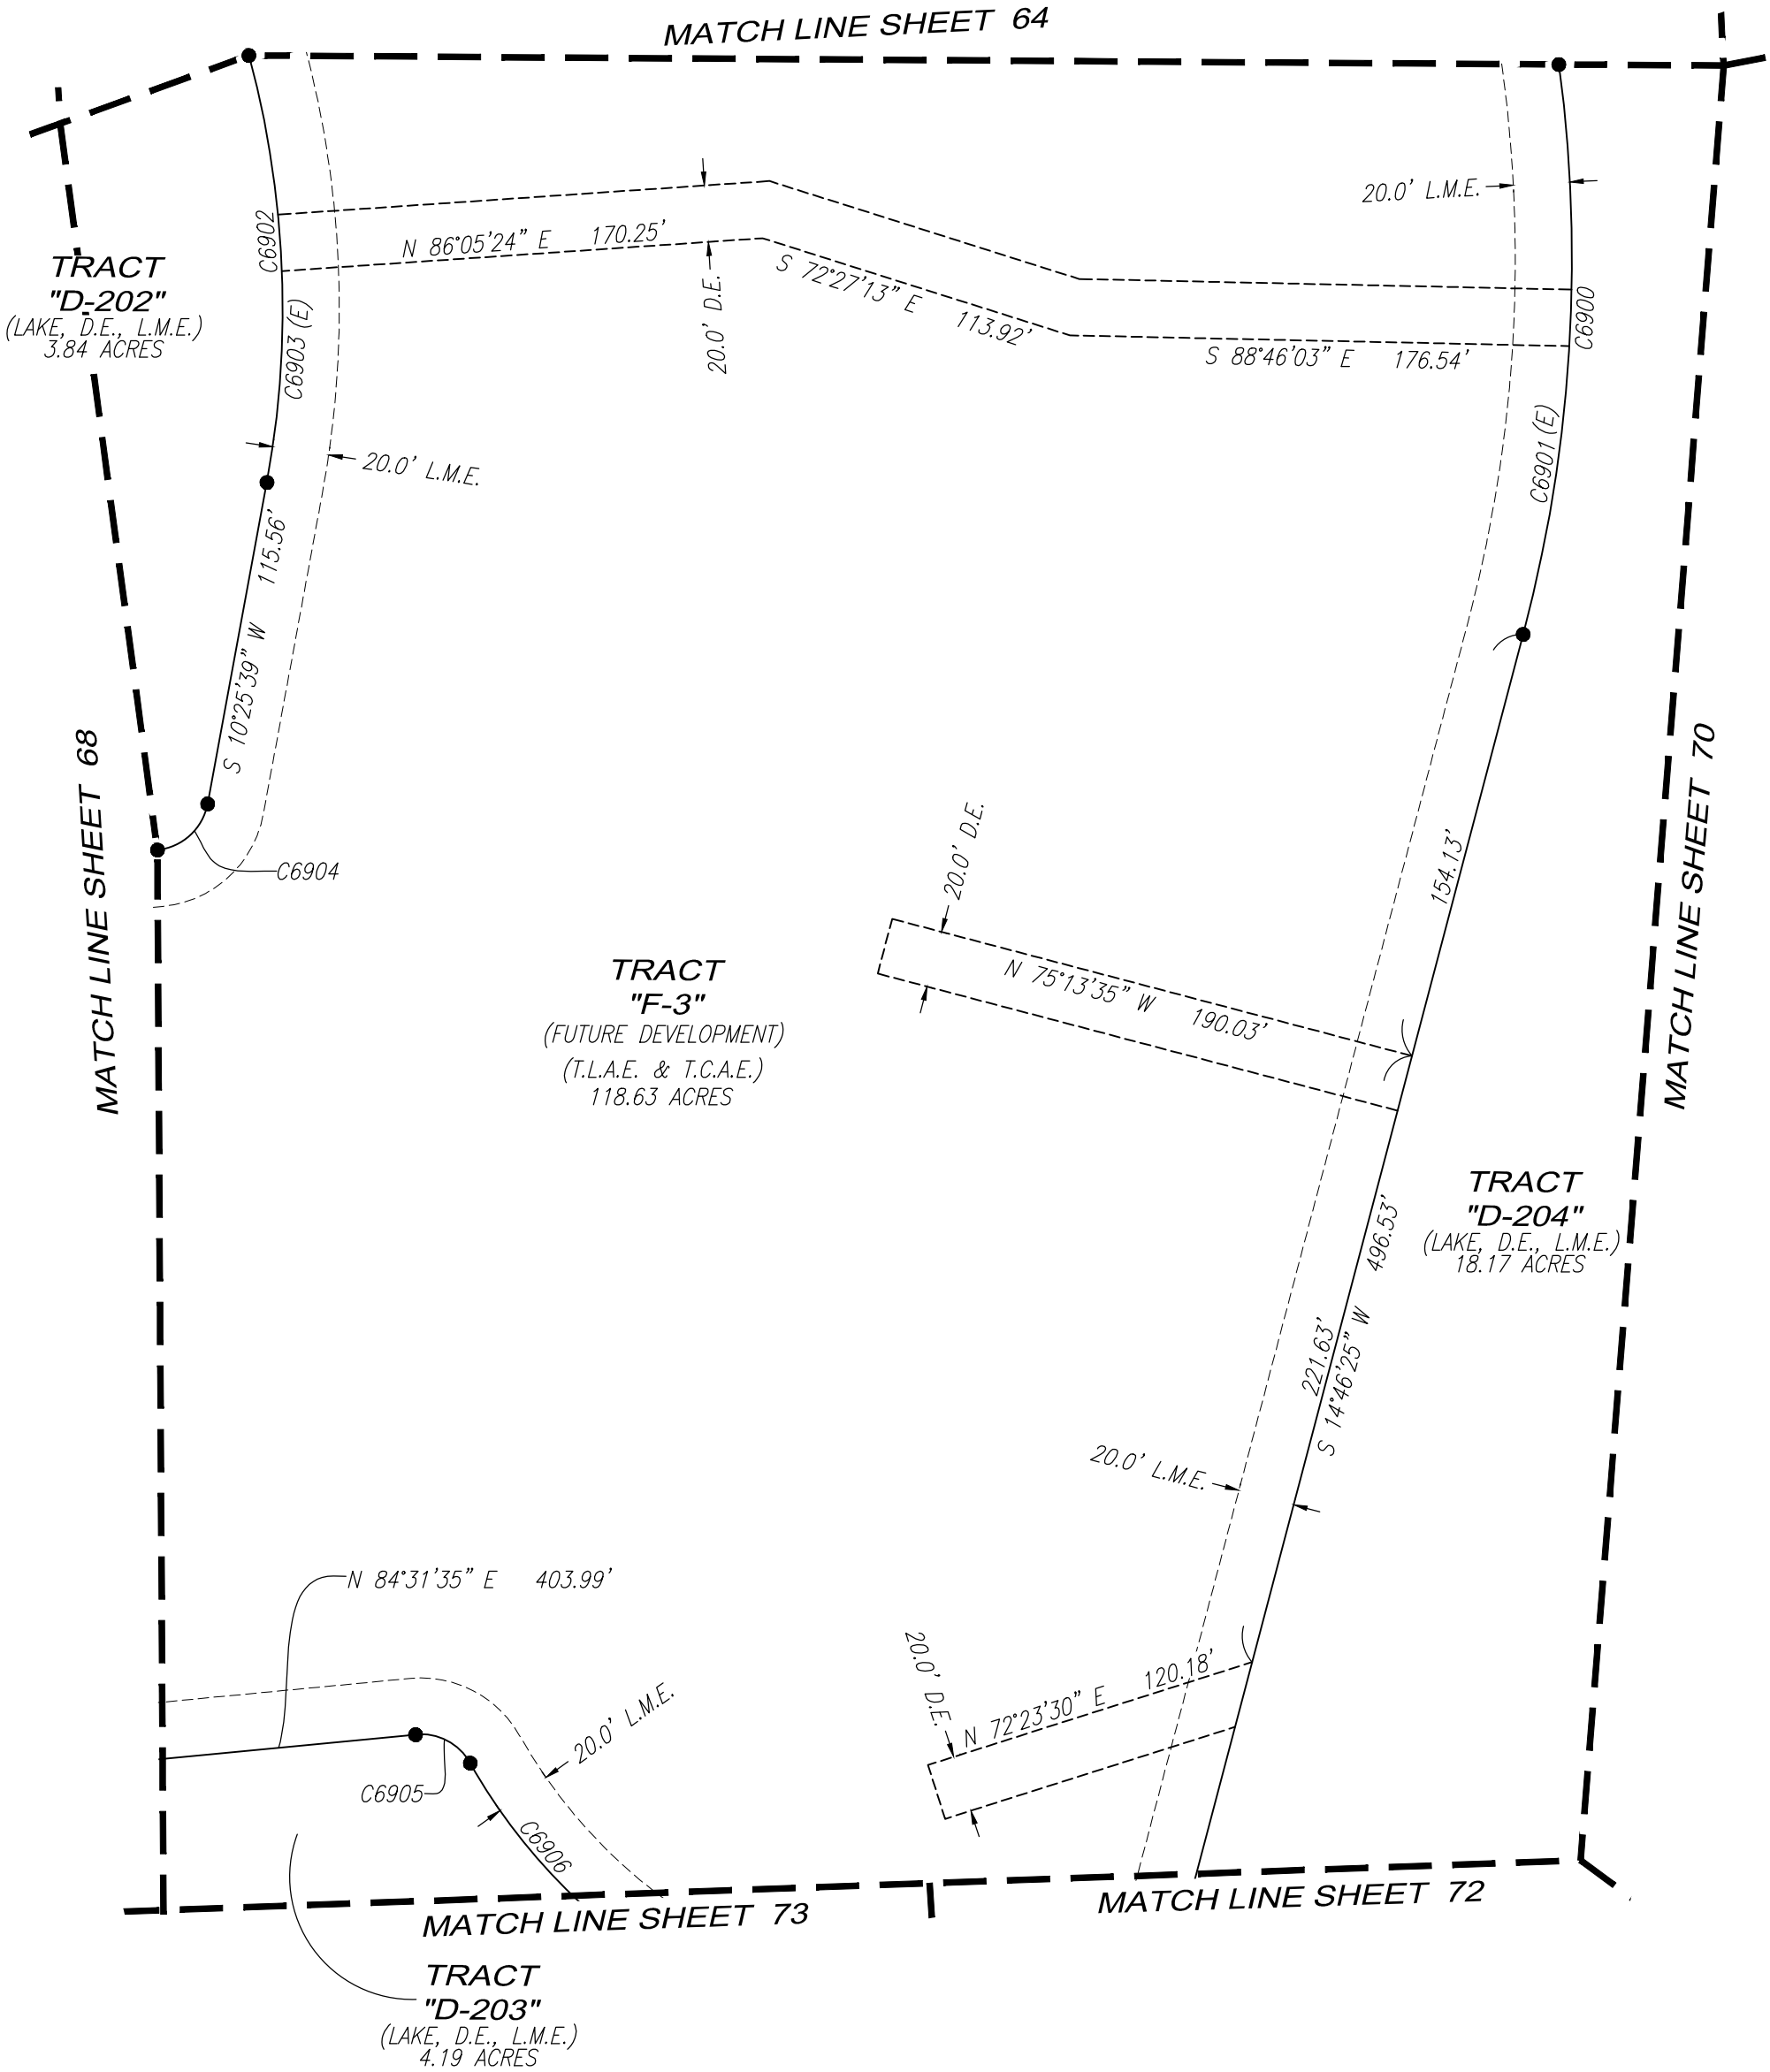 MATCH LINE SHEET 64
20.0' L.M.E.
C6902
N 86°05'24" E 170.25'
TRACT
"D-202"
(LAKE, D.E., L.M.E.)
3.84 ACRES
S 72°27'13" E 113.92'
20.0' D.E.
C6900
C6903 (E)
S 88°46'03" E 176.54'
C6901 (E)
20.0' L.M.E.
S 10°25'39" W 115.56'
MATCH LINE SHEET 68
MATCH LINE SHEET 70
C6904
20.0' D.E.
154.13'
TRACT
"F-3"
(FUTURE DEVELOPMENT)
(T.L.A.E. & T.C.A.E.)
118.63 ACRES
N 75°13'35" W 190.03'
TRACT
"D-204"
(LAKE, D.E., L.M.E.)
18.17 ACRES
221.63'
S 14°46'25" W 496.53'
20.0' L.M.E.
N 84°31'35" E 403.99'
20.0' L.M.E.
20.0' D.E.
N 72°23'30" E 120.18'
C6905
C6906
MATCH LINE SHEET 73
MATCH LINE SHEET 72
TRACT
"D-203"
(LAKE, D.E., L.M.E.)
4.19 ACRES